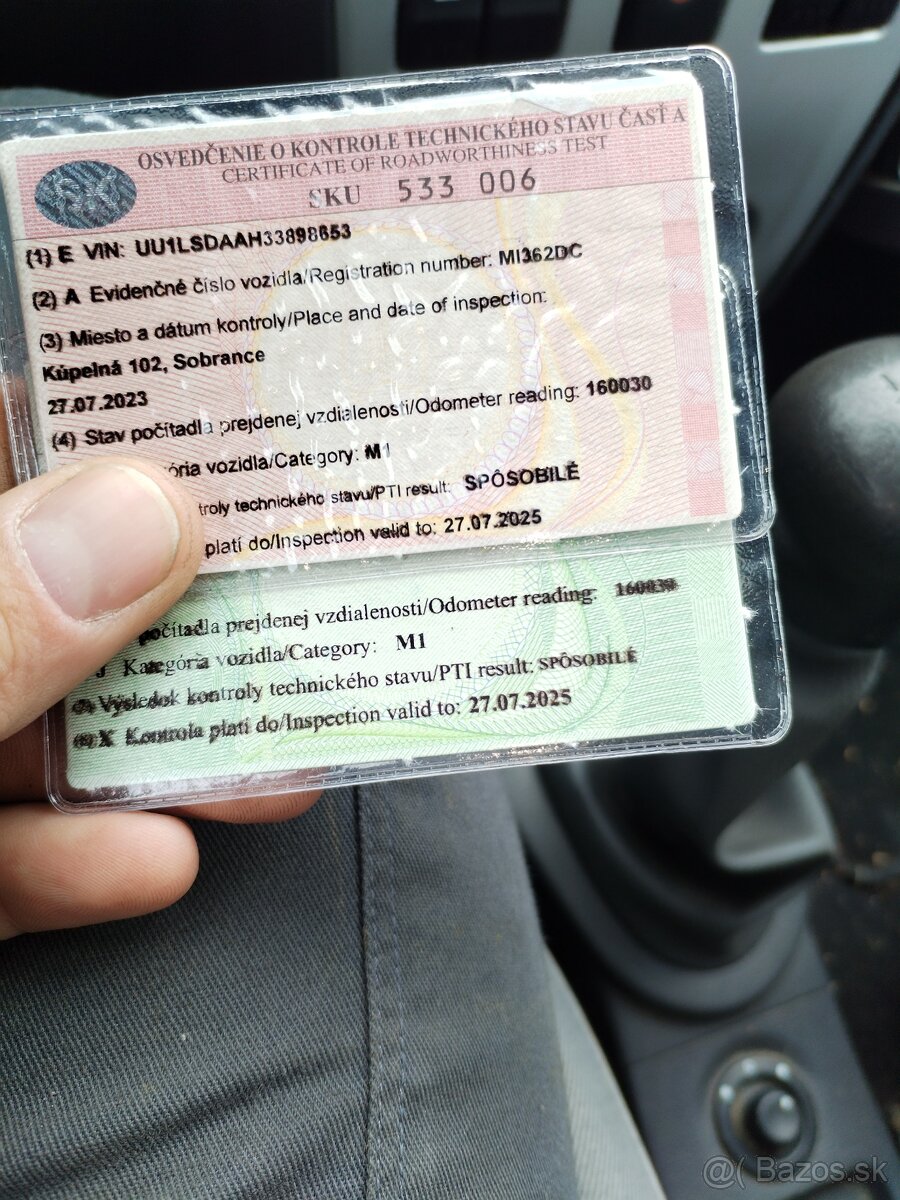 OSVEDČENIE O KONTROLE TECHNICKÉHO STAVU ČASŤ A
CERTIFICATE OF ROADWORTHINESS TEST
SK
SKU 533 006
(1) E VIN: UU1LSDAAH33898653
(2) A Evidenčné číslo vozidla/Registration number: MI362DC
(3) Miesto a dátum kontroly/Place and date of inspection:
Kúpelná 102, Sobrance
27.07.2023
(4) Stav počítadla prejdenej vzdialenosti/Odometer reading: 160030
ória vozidla/Category: M1
troly technického stavu/PTI result: SPÔSOBILÉ
platí do/Inspection valid to: 27.07.2025
počítadla prejdenej vzdialenosti/Odometer reading: 160030
J Kategória vozidla/Category: M1
Výsledok kontroly technického stavu/PTI result: SPÔSOBILÉ
X Kontrola platí do/Inspection valid to: 27.07.2025
@( Bazos.sk